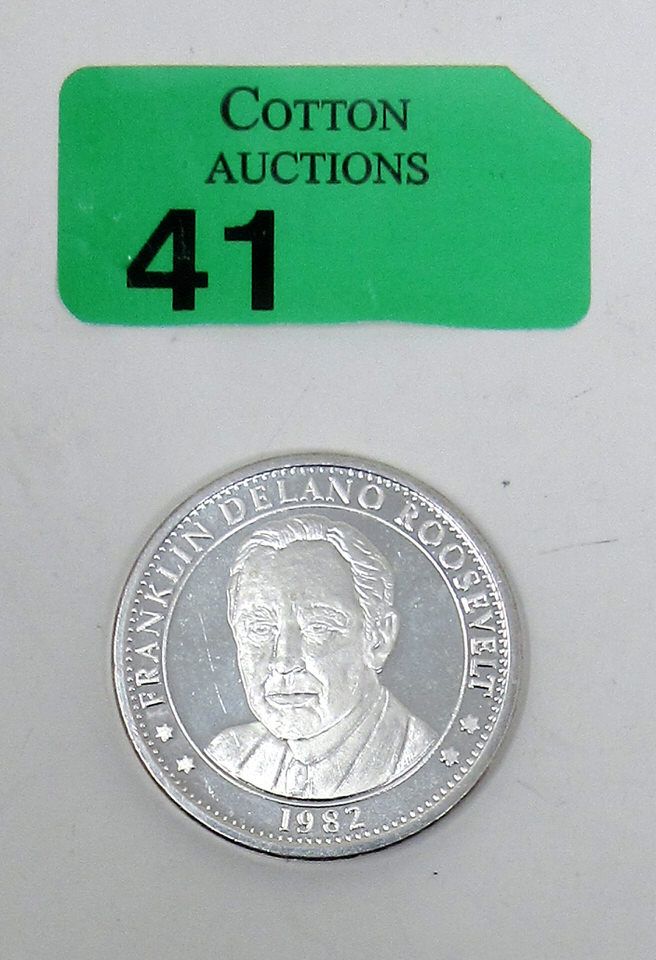 COTTON
AUCTIONS
41
FRANKLIN DELANO ROOSEVELT
1982